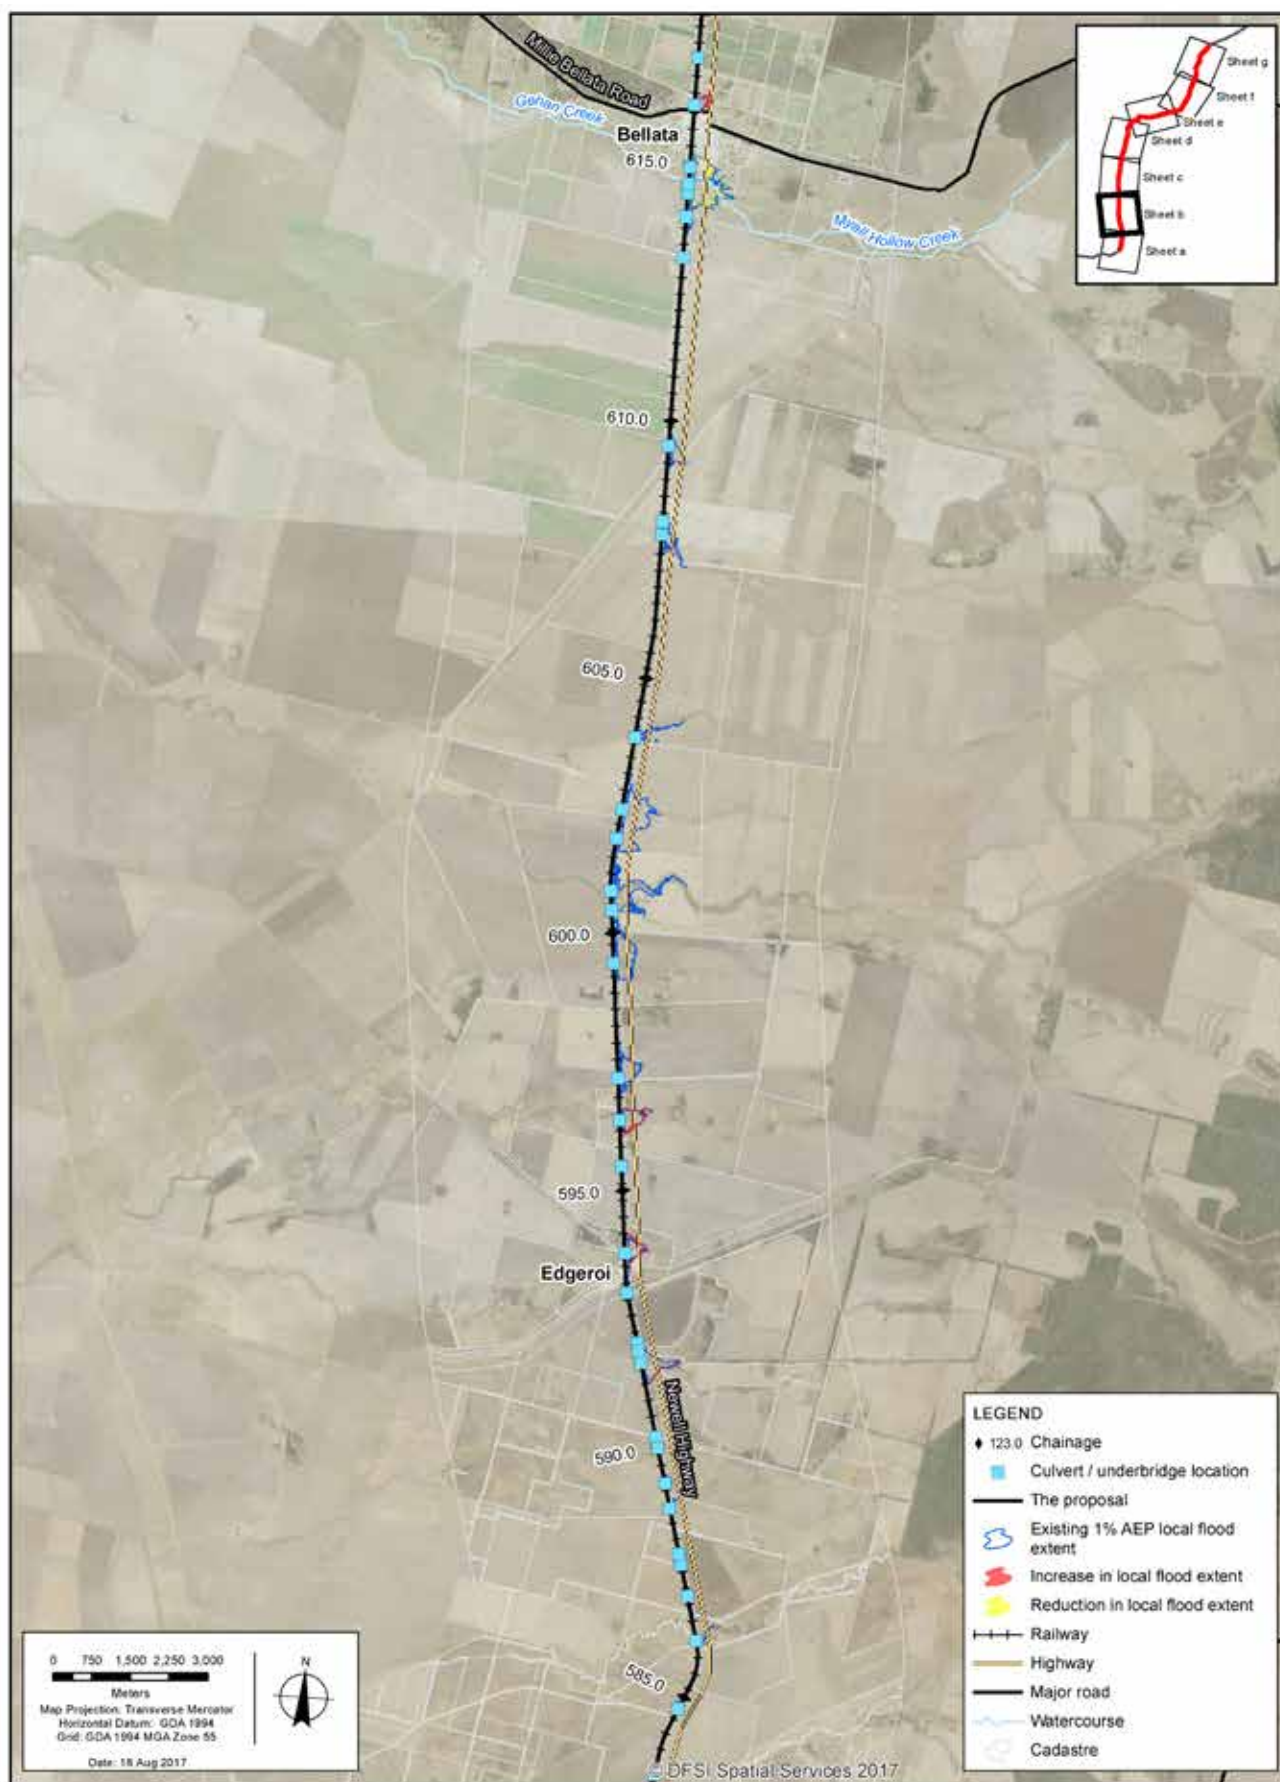 Millie Bellata Road
Gehan Creek
Bellata
615.0
Myall Hollow Creek
Sheet g
Sheet f
Sheet e
Sheet d
Sheet c
Sheet b
Sheet a
610.0
605.0
600.0
595.0
Edgeroi
Newell Highway
590.0
585.0
LEGEND
123.0 Chainage
Culvert / underbridge location
The proposal
Existing 1% AEP local flood
extent
Increase in local flood extent
Reduction in local flood extent
Railway
Highway
Major road
Watercourse
Cadastre
0 750 1,500 2,250 3,000
Meters
Map Projection: Transverse Mercator
Horizontal Datum: GDA 1994
Grid: GDA 1994 MGA Zone 55
Date: 18 Aug 2017
N
© DFSI Spatial Services 2017